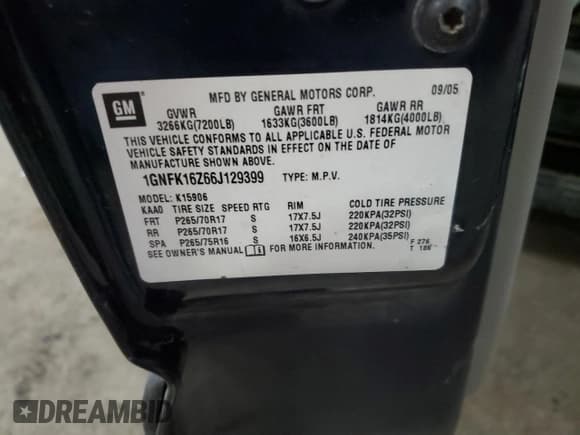 GM
MFD BY GENERAL MOTORS CORP. 09/05
GVWR GAWR FRT GAWR RR
3266KG(7200LB) 1633KG(3600LB) 1814KG(4000LB)
THIS VEHICLE CONFORMS TO ALL APPLICABLE U.S. FEDERAL MOTOR
VEHICLE SAFETY STANDARDS IN EFFECT ON THE DATE OF
MANUFACTURE SHOWN ABOVE.
1GNFK16Z66J129399 TYPE: M.P.V.
MODEL: K15906
KAA0 TIRE SIZE SPEED RTG RIM COLD TIRE PRESSURE
FRT P265/70R17 S 17X7.5J 220KPA(32PSI)
RR P265/70R17 S 17X7.5J 220KPA(32PSI)
SPA P265/75R16 S 16X6.5J 240KPA(35PSI)
SEE OWNER'S MANUAL FOR MORE INFORMATION.
F 276
T 186
DREAMBID